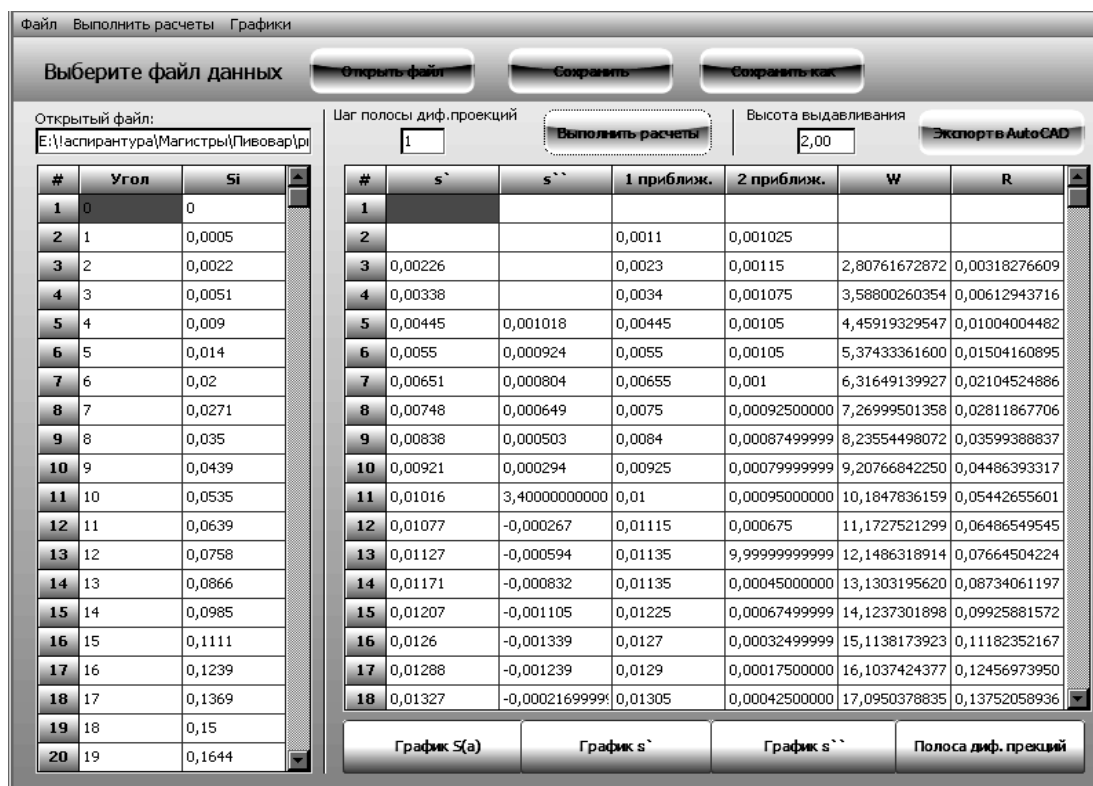 Файл Выполнить расчеты Графики
Выберите файл данных Открыть файл Сохранить Сохранить как
Открытый файл: Шаг полосы диф.проекций Высота выдавливания
E:\!аспирантура\Магистры\Пивовар\pr 1 Выполнить расчеты 2,00 Экспорт в AutoCAD
# Угол Si # s` s`` 1 приближ. 2 приближ. W R
1 0 0 1
2 1 0,0005 2 0,0011 0,001025
3 2 0,0022 3 0,00226 0,0023 0,00115 2,80761672872 0,00318276609
4 3 0,0051 4 0,00338 0,0034 0,001075 3,58800260354 0,00612943716
5 4 0,009 5 0,00445 0,001018 0,00445 0,00105 4,45919329547 0,01004004482
6 5 0,014 6 0,0055 0,000924 0,0055 0,00105 5,37433361600 0,01504160895
7 6 0,02 7 0,00651 0,000804 0,00655 0,001 6,31649139927 0,02104524886
8 7 0,0271 8 0,00748 0,000649 0,0075 0,00092500000 7,26999501358 0,02811867706
9 8 0,035 9 0,00838 0,000503 0,0084 0,00087499999 8,23554498072 0,03599388837
10 9 0,0439 10 0,00921 0,000294 0,00925 0,00079999999 9,20766842250 0,04486393317
11 10 0,0535 11 0,01016 3,40000000000 0,01 0,00095000000 10,1847836159 0,05442655601
12 11 0,0639 12 0,01077 -0,000267 0,01115 0,000675 11,1727521299 0,06486549545
13 12 0,0758 13 0,01127 -0,000594 0,01135 9,99999999999 12,1486318914 0,07664504224
14 13 0,0866 14 0,01171 -0,000832 0,01135 0,00045000000 13,1303195620 0,08734061197
15 14 0,0985 15 0,01207 -0,001105 0,01225 0,00067499999 14,1237301898 0,09925881572
16 15 0,1111 16 0,0126 -0,001339 0,0127 0,00032499999 15,1138173923 0,11182352167
17 16 0,1239 17 0,01288 -0,001239 0,0129 0,00017500000 16,1037424377 0,12456973950
18 17 0,1369 18 0,01327 -0,0002169999 0,01305 0,00042500000 17,0950378835 0,13752058936
19 18 0,15
20 19 0,1644
График S(a) График s` График s`` Полоса диф. прекций